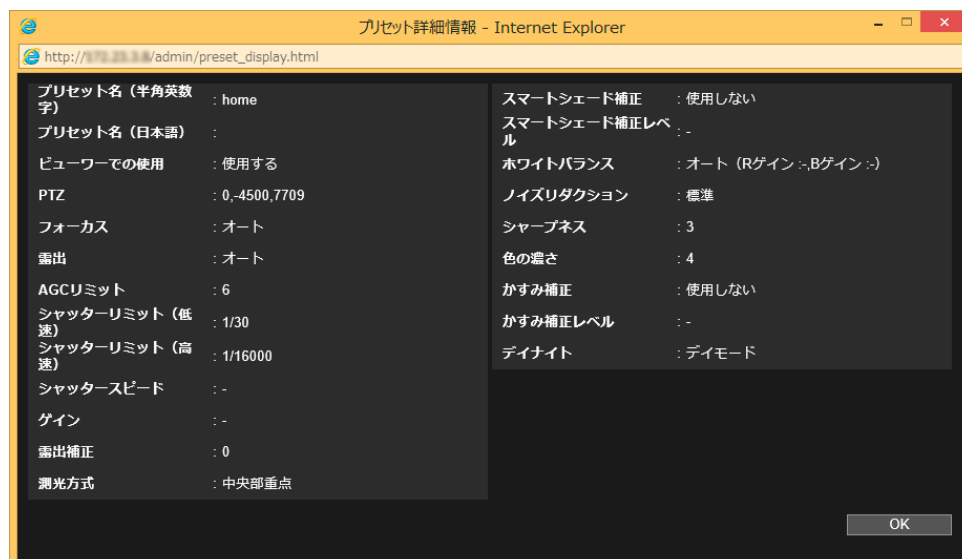 プリセット詳細情報 - Internet Explorer
http:// /admin/preset_display.html
プリセット名（半角英数
字） : home
プリセット名（日本語） :
ビューワーでの使用 : 使用する
PTZ : 0,-4500,7709
フォーカス : オート
露出 : オート
AGCリミット : 6
シャッターリミット（低
速） : 1/30
シャッターリミット（高
速） : 1/16000
シャッタースピード : -
ゲイン : -
露出補正 : 0
測光方式 : 中央部重点
スマートシェード補正 : 使用しない
スマートシェード補正レベ
ル : -
ホワイトバランス : オート（Rゲイン :-,Bゲイン :-）
ノイズリダクション : 標準
シャープネス : 3
色の濃さ : 4
かすみ補正 : 使用しない
かすみ補正レベル : -
デイナイト : デイモード
OK